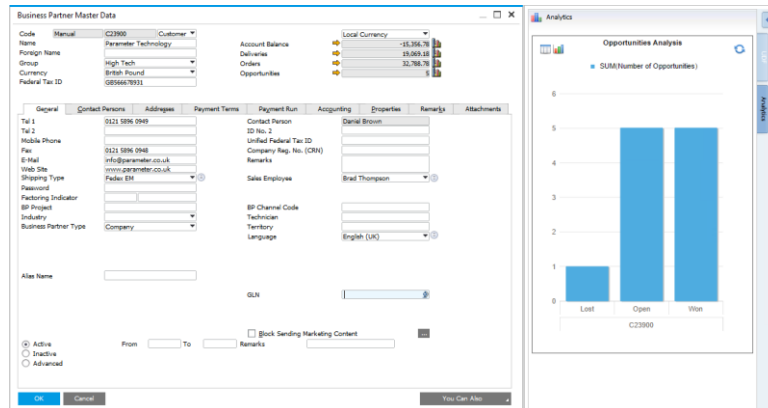 Business Partner Master Data
Code Manual C23900 Customer Local Currency
Name Parameter Technology Account Balance -15,356.78
Foreign Name Deliveries 19,069.18
Group High Tech Orders 32,788.78
Currency British Pound Opportunities 5
Federal Tax ID GB566678931
General Contact Persons Addresses Payment Terms Payment Run Accounting Properties Remarks Attachments
Tel 1 0121 5896 0949 Contact Person Daniel Brown
Tel 2 ID No. 2
Mobile Phone Unified Federal Tax ID
Fax 0121 5896 0948 Company Reg. No. (CRN)
E-Mail info@parameter.co.uk Remarks
Web Site www.parameter.co.uk
Shipping Type Fedex EM Sales Employee Brad Thompson
Password
Factoring Indicator
BP Project BP Channel Code
Industry Technician
Business Partner Type Company Territory
Language English (UK)
Alias Name
GLN
Block Sending Marketing Content ...
Active From To Remarks
Inactive
Advanced
OK Cancel You Can Also
Analytics
Opportunities Analysis
SUM(Number of Opportunities)
6
5
4
3
2
1
0
Lost Open Won
C23900
Analytics